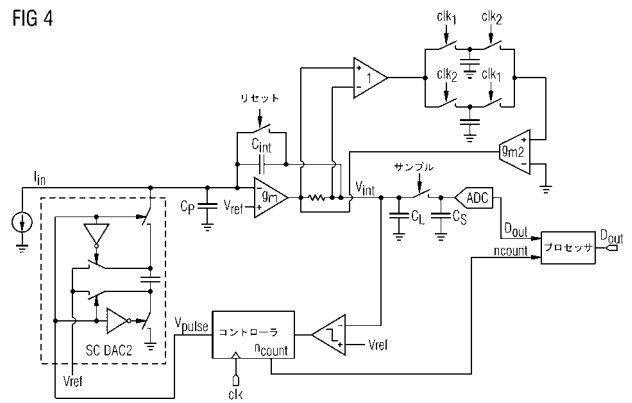 FIG 4
clk1
clk2
clk2
clk1
1
リセット
Cint
gm2
サンプル
Iin
gm
Vint
ADC
CP
Vref
CL
CS
Dout
ncount
プロセッサ
Dout
Vpulse
コントローラ
ncount
Vref
SC DAC2
Vref
clk